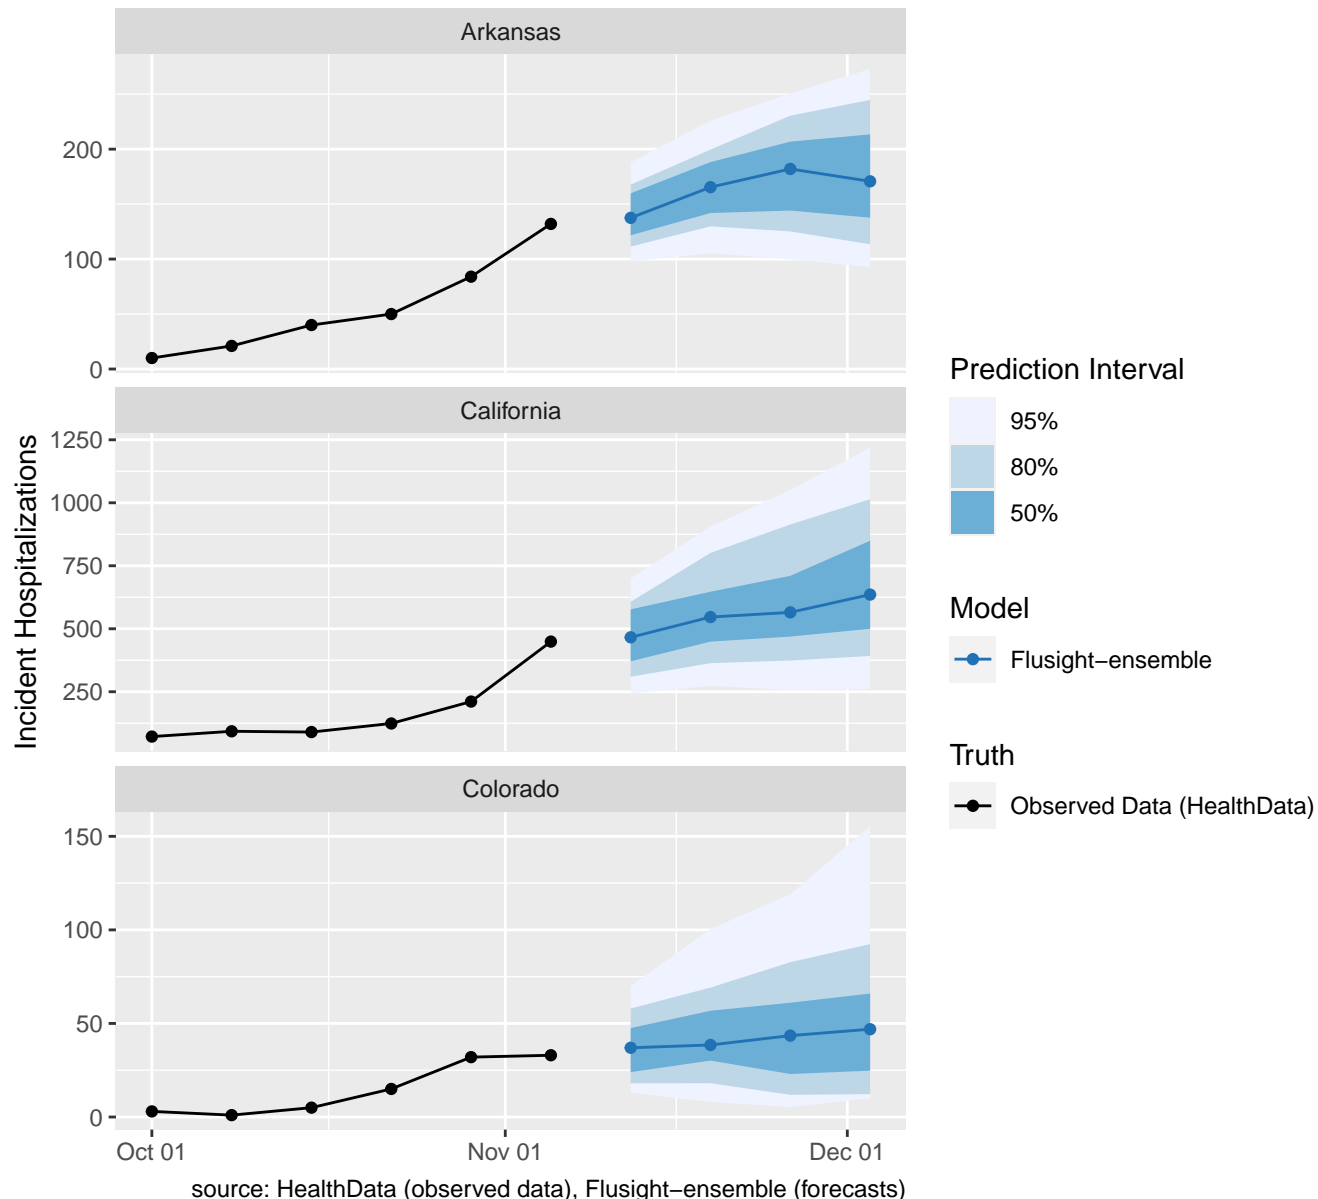 Arkansas
200
100
0
California
1250
1000
750
500
250
Colorado
150
100
50
0
Oct 01
Nov 01
Dec 01
Incident Hospitalizations
source: HealthData (observed data), Flusight−ensemble (forecasts)
Prediction Interval
95%
80%
50%
Model
Flusight−ensemble
Truth
Observed Data (HealthData)